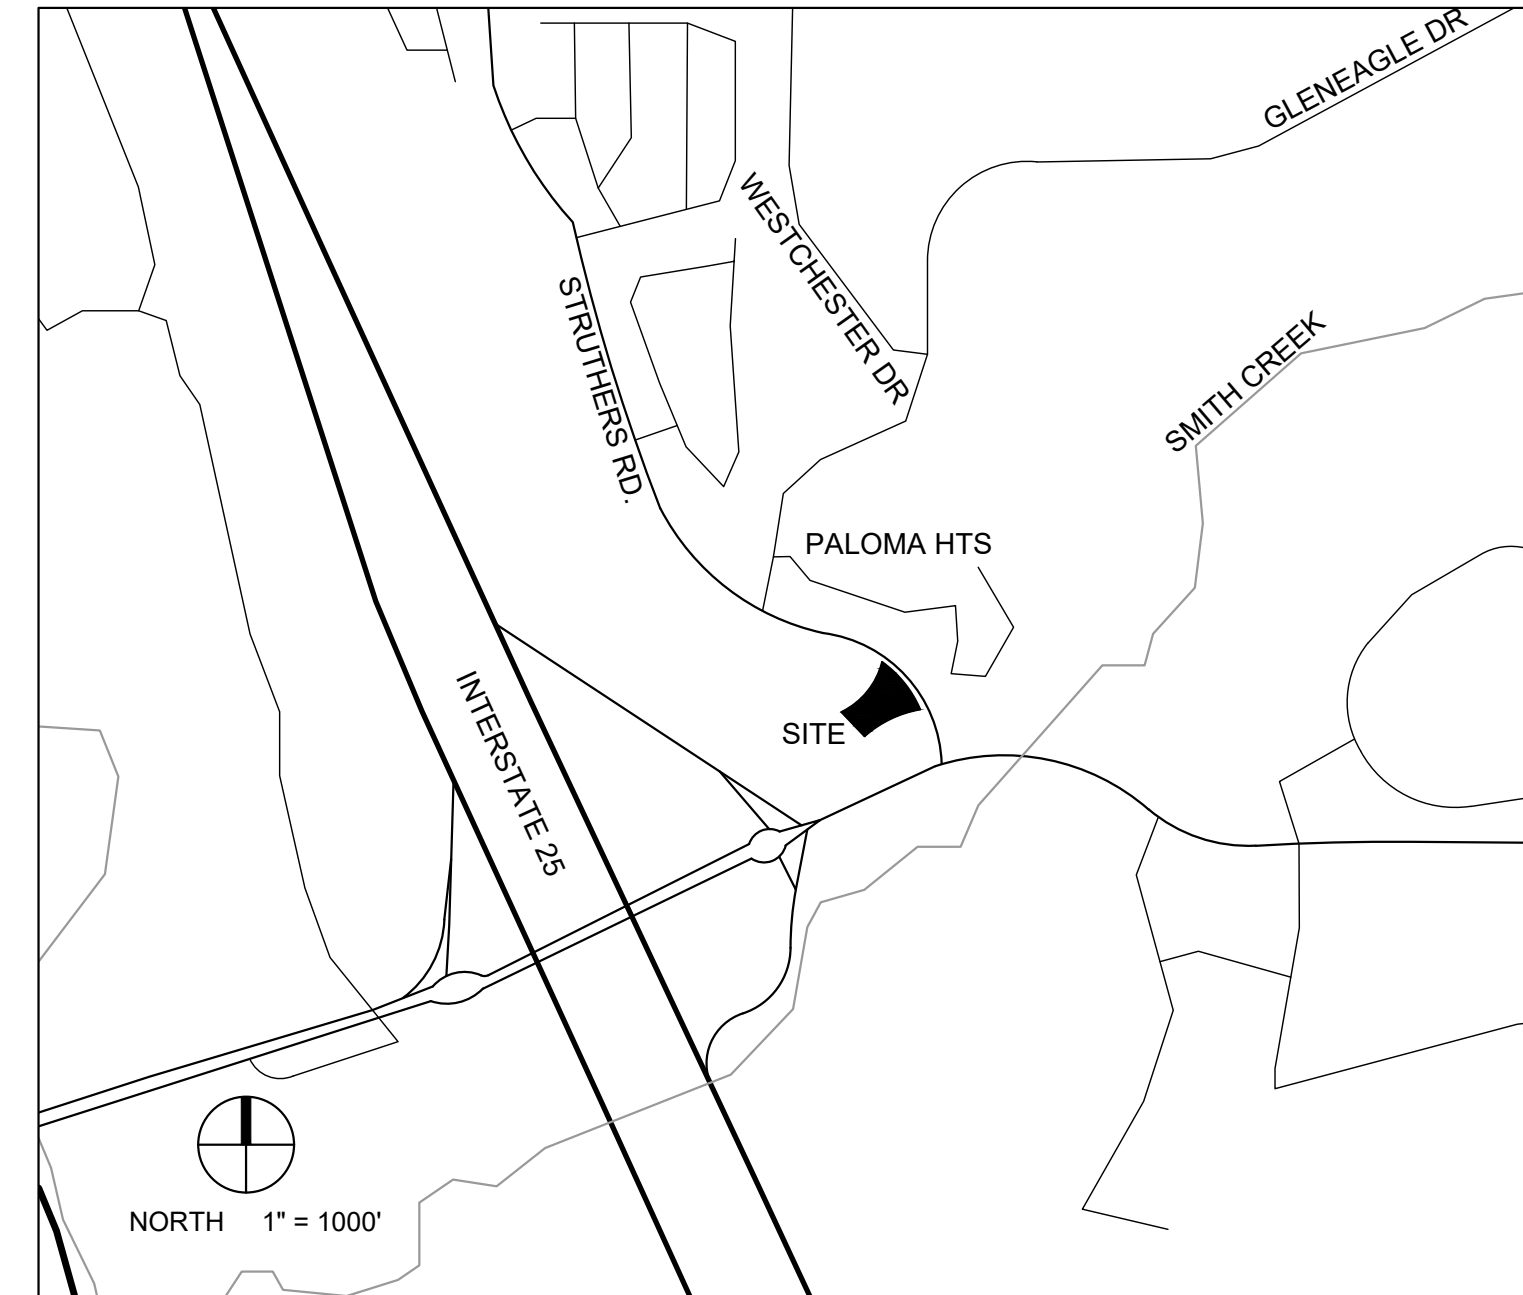 GLENEAGLE DR
WESTCHESTER DR
STRUTHERS RD.
SMITH CREEK
PALOMA HTS
SITE
INTERSTATE 25
NORTH 1" = 1000'